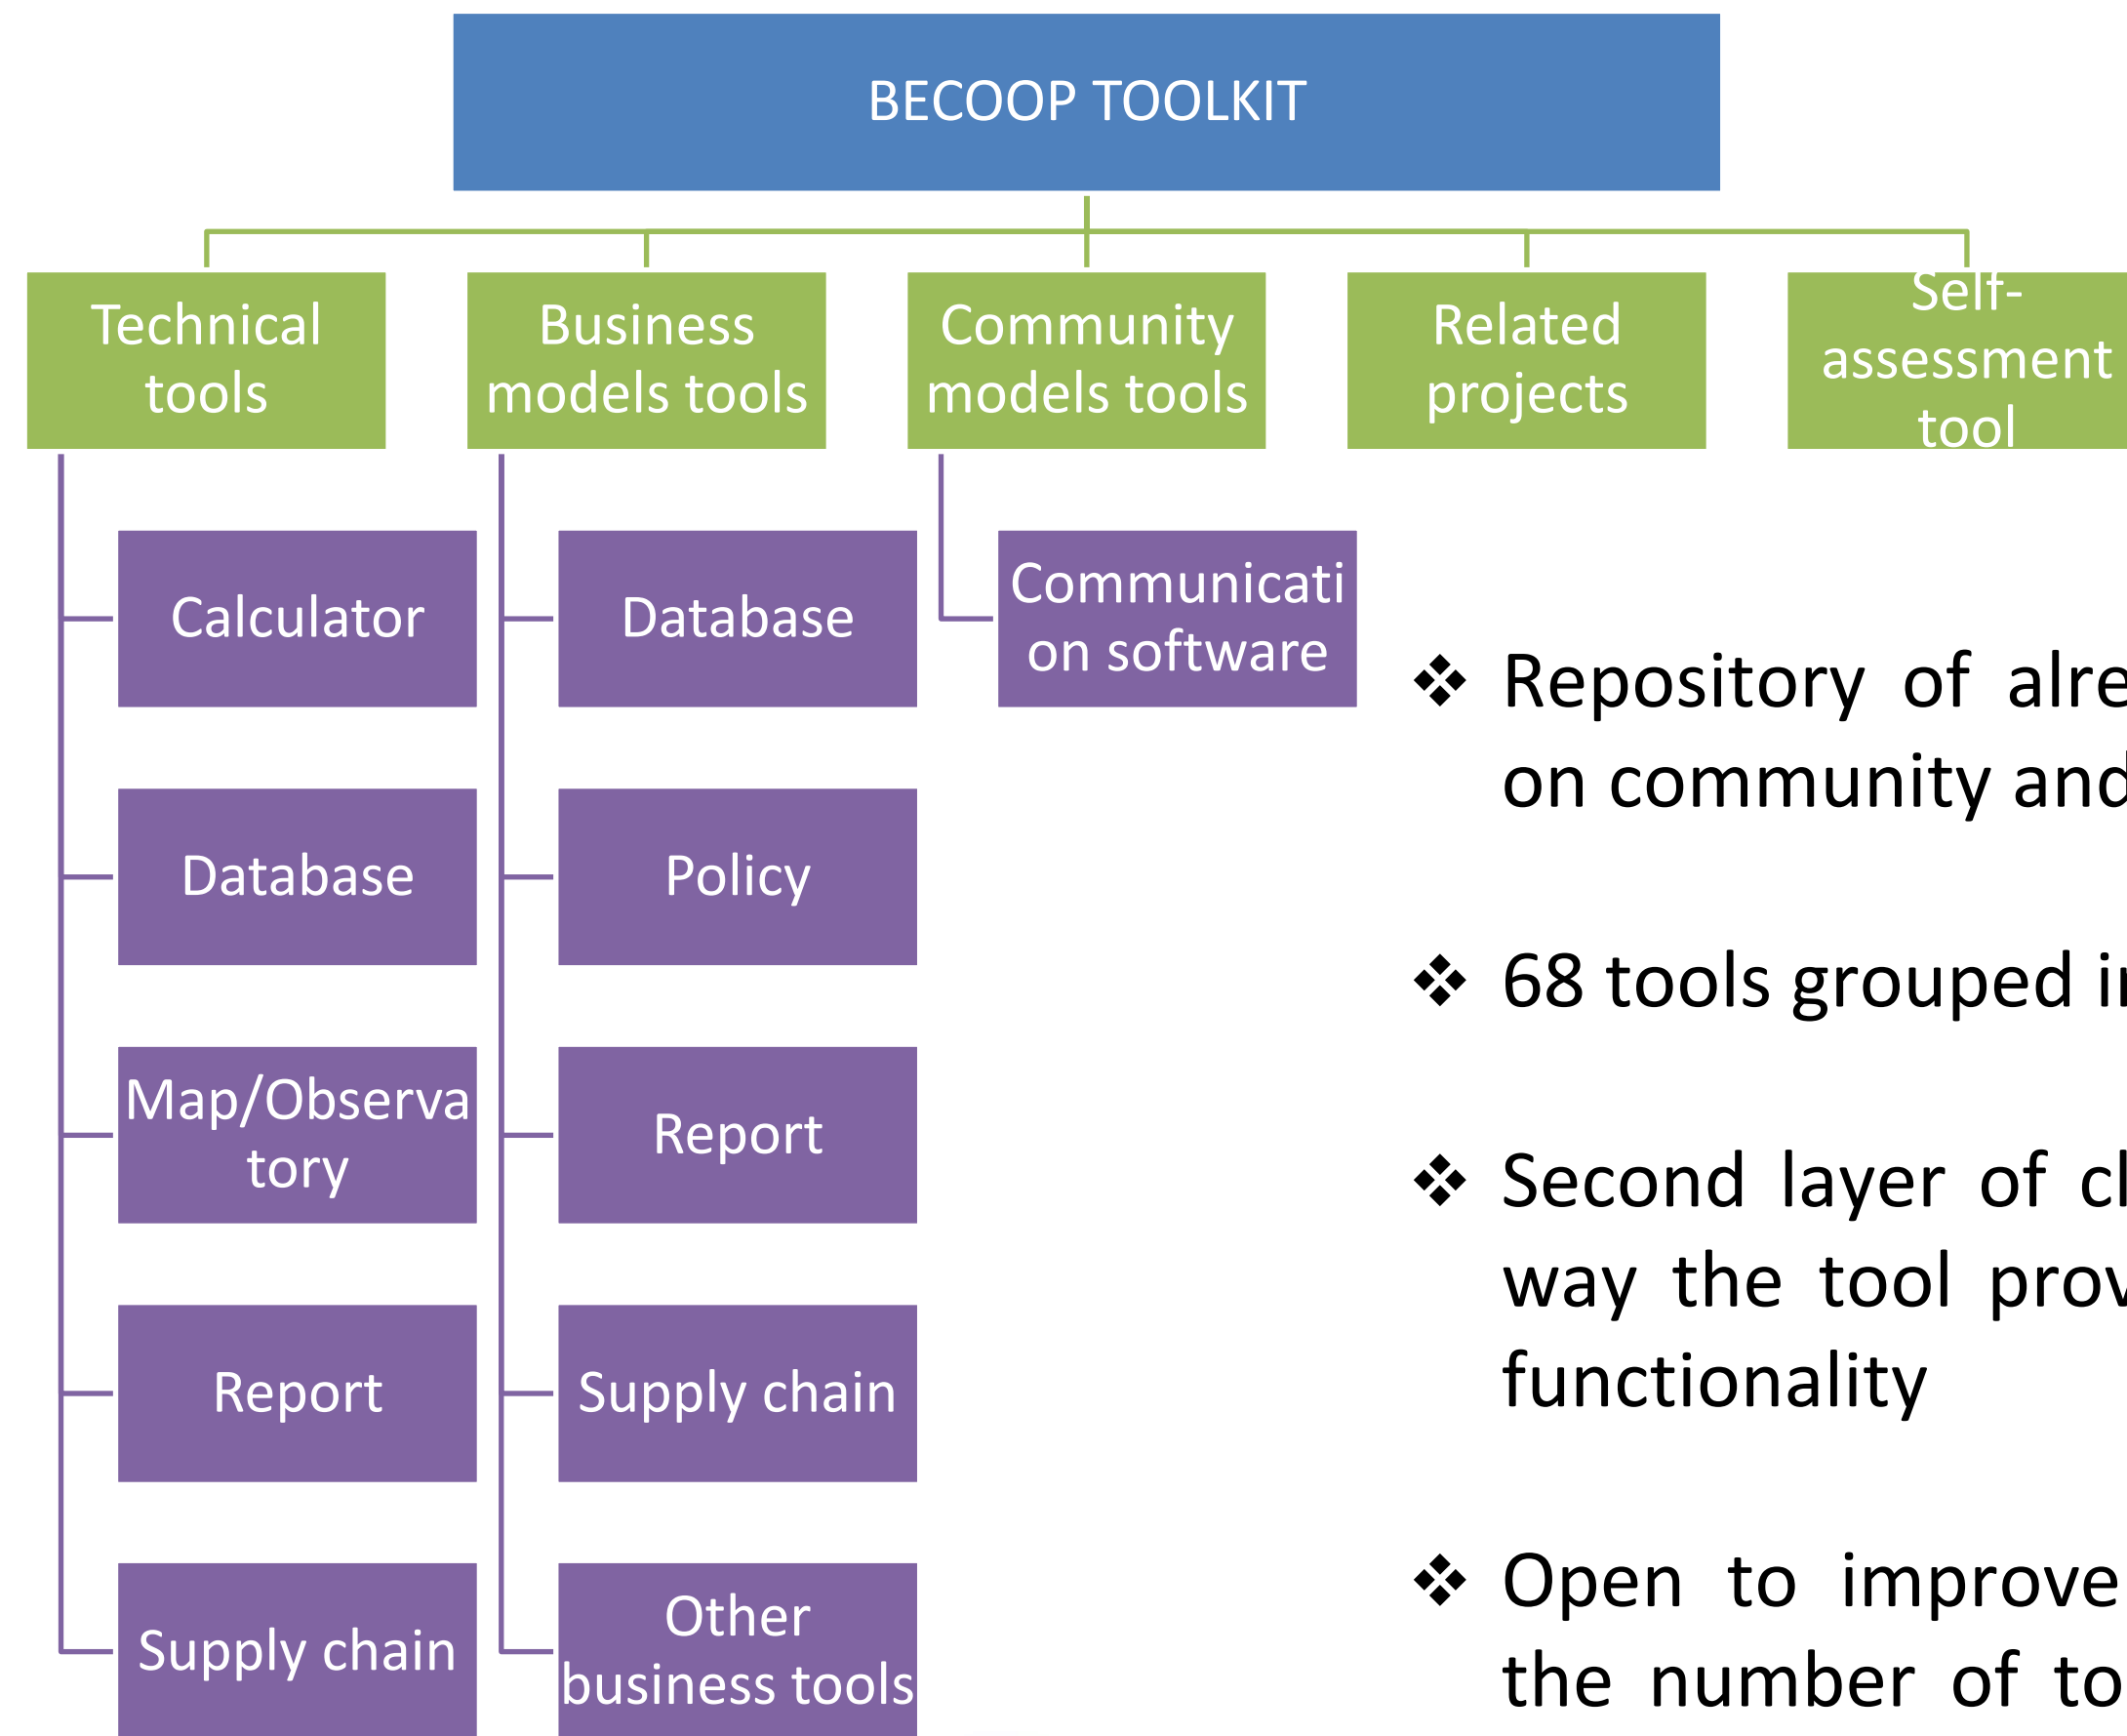 BECOOP TOOLKIT
Technical
tools
Business
models tools
Community
models tools
Related
projects
Self-
assessment
tool
Calculator
Database
Map/Observa
tory
Report
Supply chain
Database
Policy
Report
Supply chain
Other
business tools
Communicati
on software
❖ Repository of
on community and
❖ 68 tools grouped
❖ Second layer of
way the tool
functionality
❖ Open to
the number of